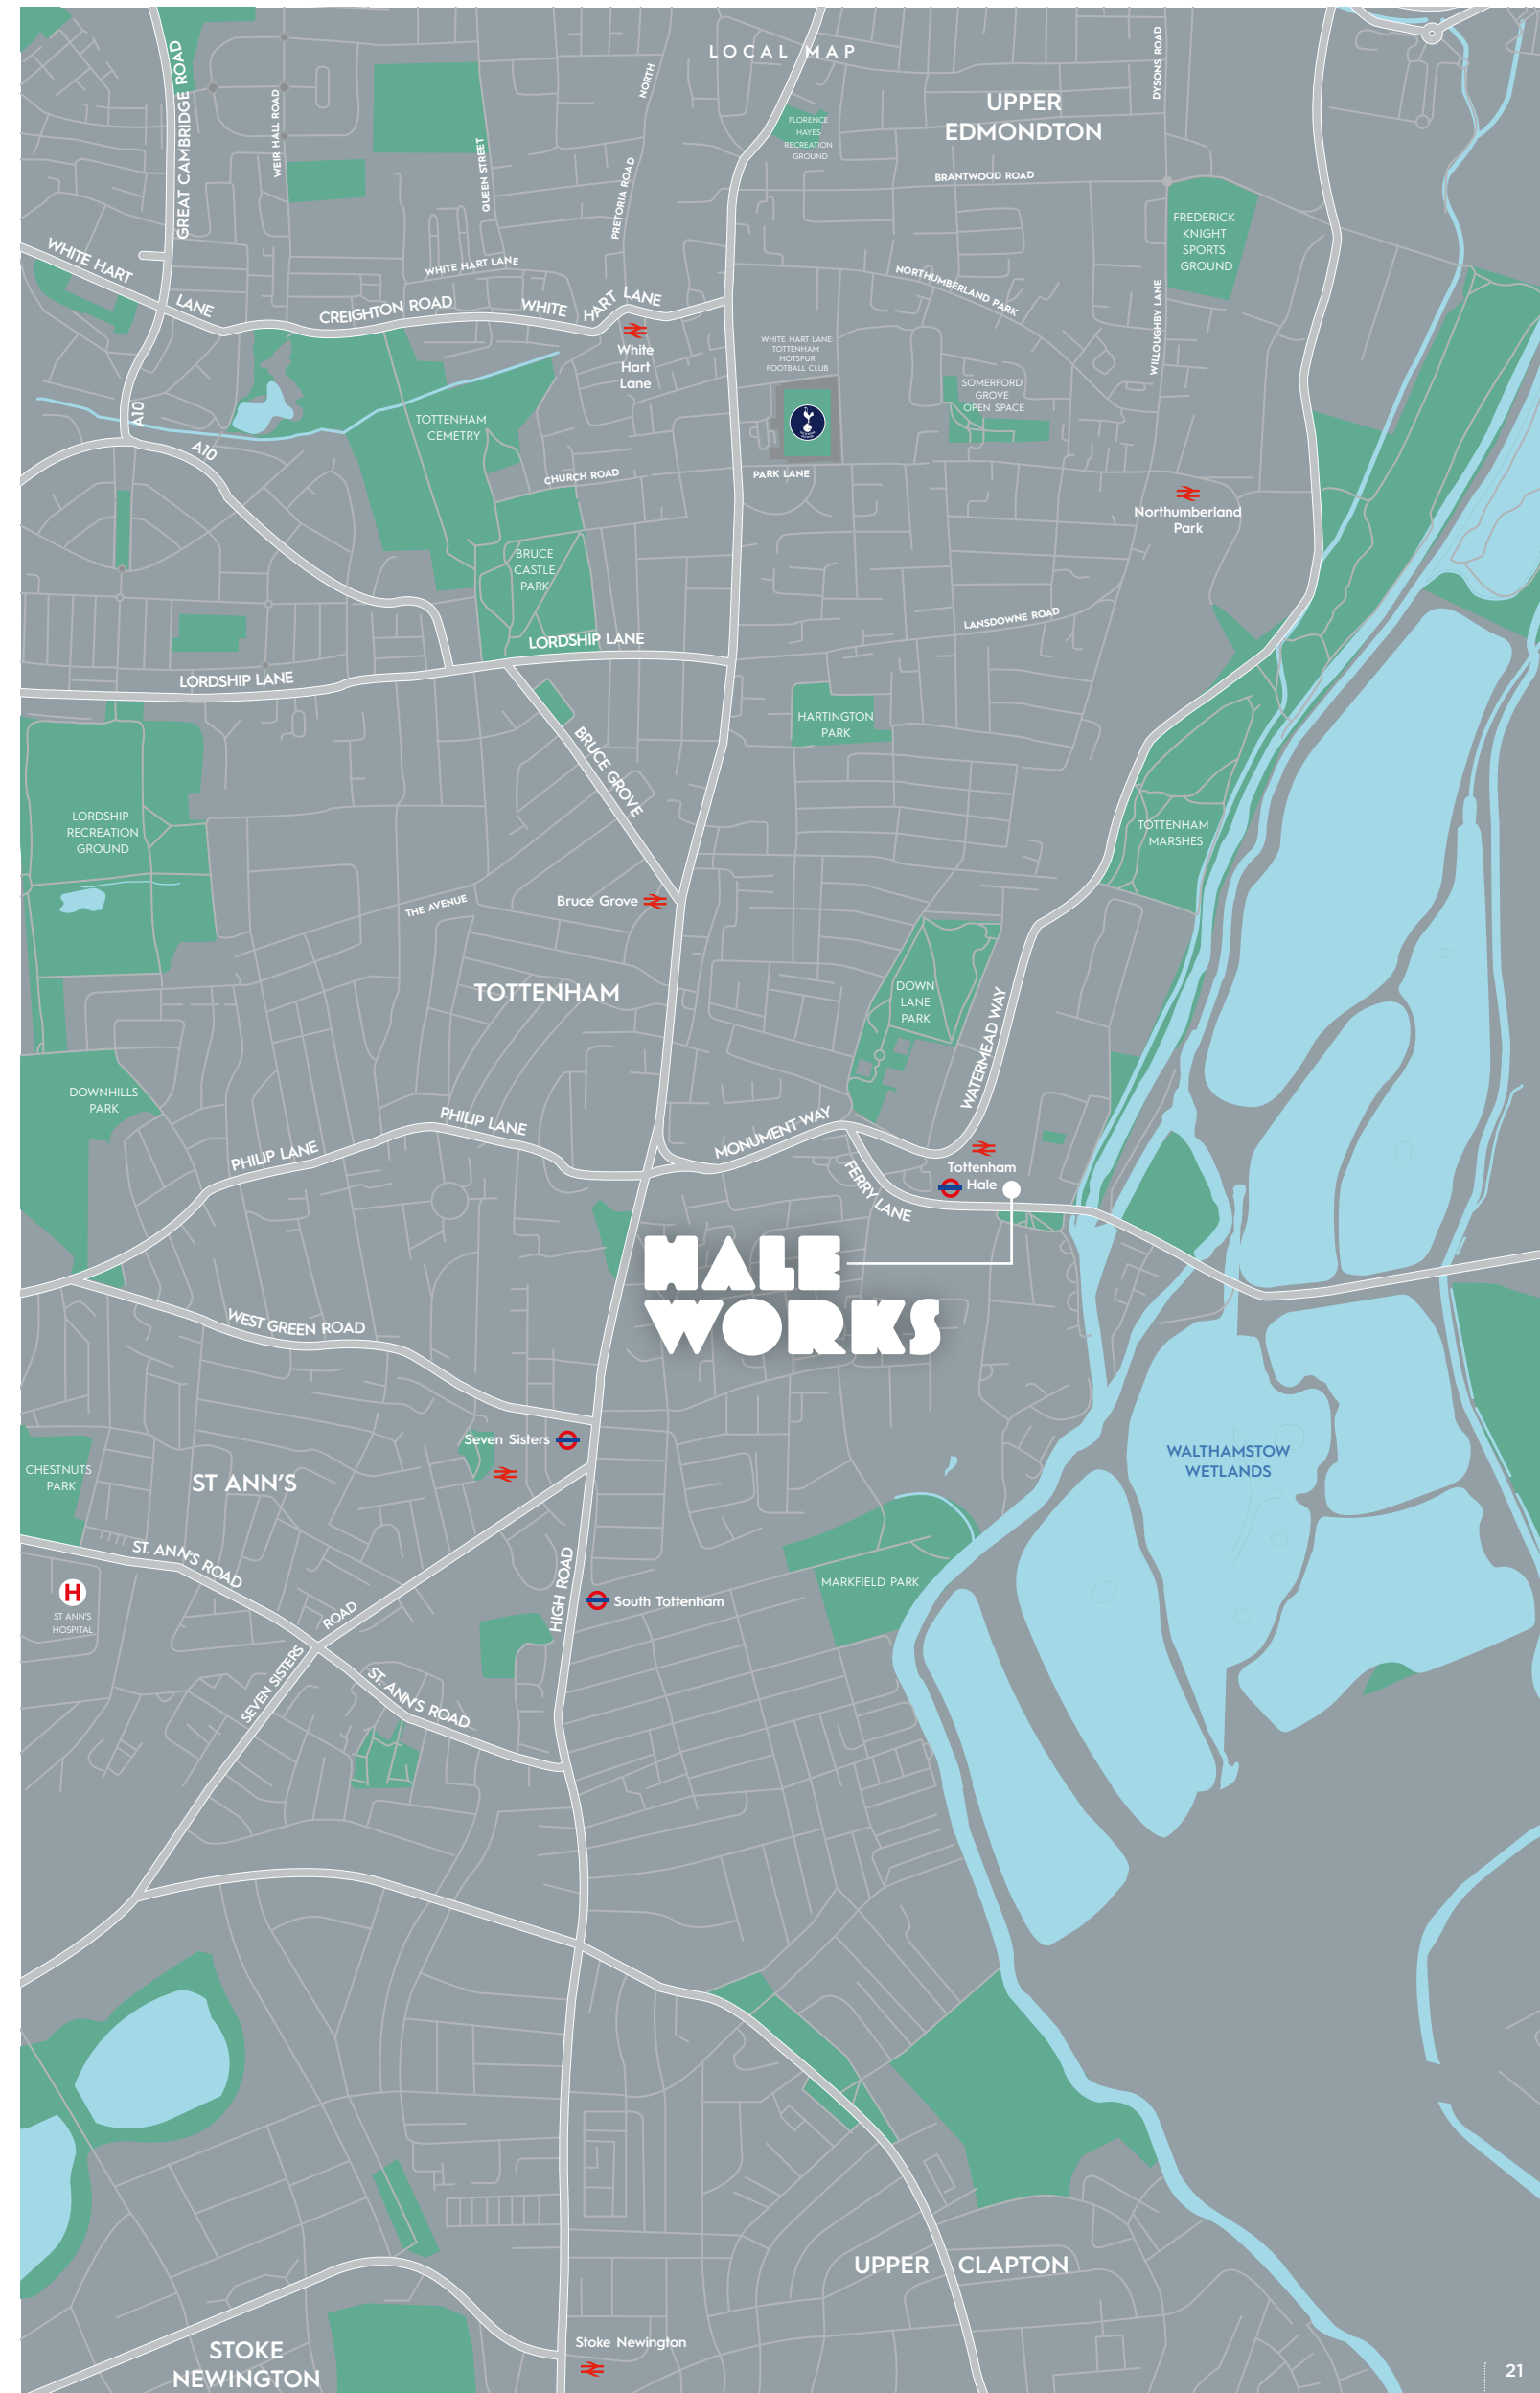 LOCAL MAP
GREAT CAMBRIDGE ROAD
WEIR HALL ROAD
QUEEN STREET
NORTH
PRETORIA ROAD
DYSONS ROAD
UPPER
EDMONTON
FLORENCE
HAYES
RECREATION
GROUND
BRANTWOOD ROAD
FREDERICK
KNIGHT
SPORTS
GROUND
WHITE HART
LANE
WHITE HART LANE
CREIGHTON ROAD
WHITE HART LANE
NORTHUMBERLAND PARK
WILLOUGHBY LANE
White
Hart
Lane
WHITE HART LANE
TOTTENHAM
HOTSPUR
FOOTBALL CLUB
SOMERFORD
GROVE
OPEN SPACE
A10
A10
TOTTENHAM
CEMETRY
CHURCH ROAD
PARK LANE
Northumberland
Park
BRUCE
CASTLE
PARK
LORDSHIP LANE
LANSDOWNE ROAD
LORDSHIP LANE
HARTINGTON
PARK
BRUCE GROVE
LORDSHIP
RECREATION
GROUND
TOTTENHAM
MARSHES
THE AVENUE
Bruce Grove
TOTTENHAM
DOWN
LANE
PARK
WATERMEAD WAY
DOWNHILLS
PARK
PHILIP LANE
PHILIP LANE
MONUMENT WAY
FERRY LANE
Tottenham
Hale
HALE
WORKS
WEST GREEN ROAD
Seven Sisters
CHESTNUTS
PARK
ST ANN'S
WALTHAMSTOW
WETLANDS
ST. ANN'S ROAD
HIGH ROAD
MARKFIELD PARK
H
ST ANN'S
HOSPITAL
South Tottenham
SEVEN SISTERS ROAD
ST. ANN'S ROAD
UPPER CLAPTON
Stoke Newington
STOKE
NEWINGTON
21